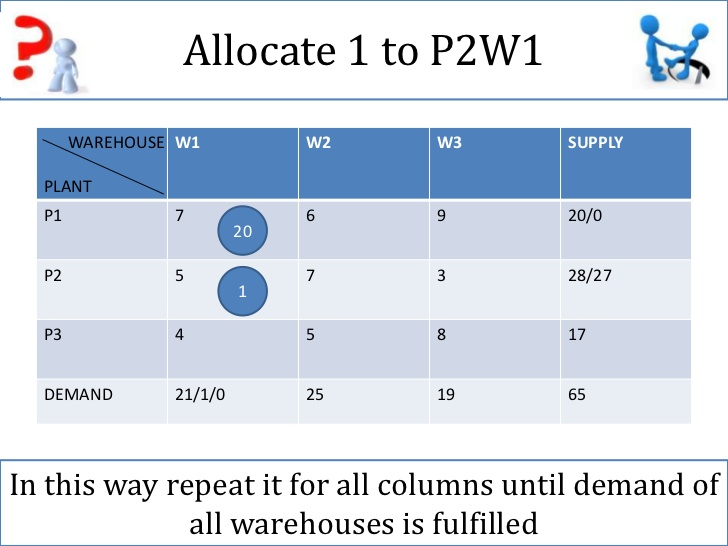 Allocate 1 to P2W1
WAREHOUSE W1 W2 W3 SUPPLY
PLANT
P1 7 20 6 9 20/0
P2 5 1 7 3 28/27
P3 4 5 8 17
DEMAND 21/1/0 25 19 65
In this way repeat it for all columns until demand of
all warehouses is fulfilled